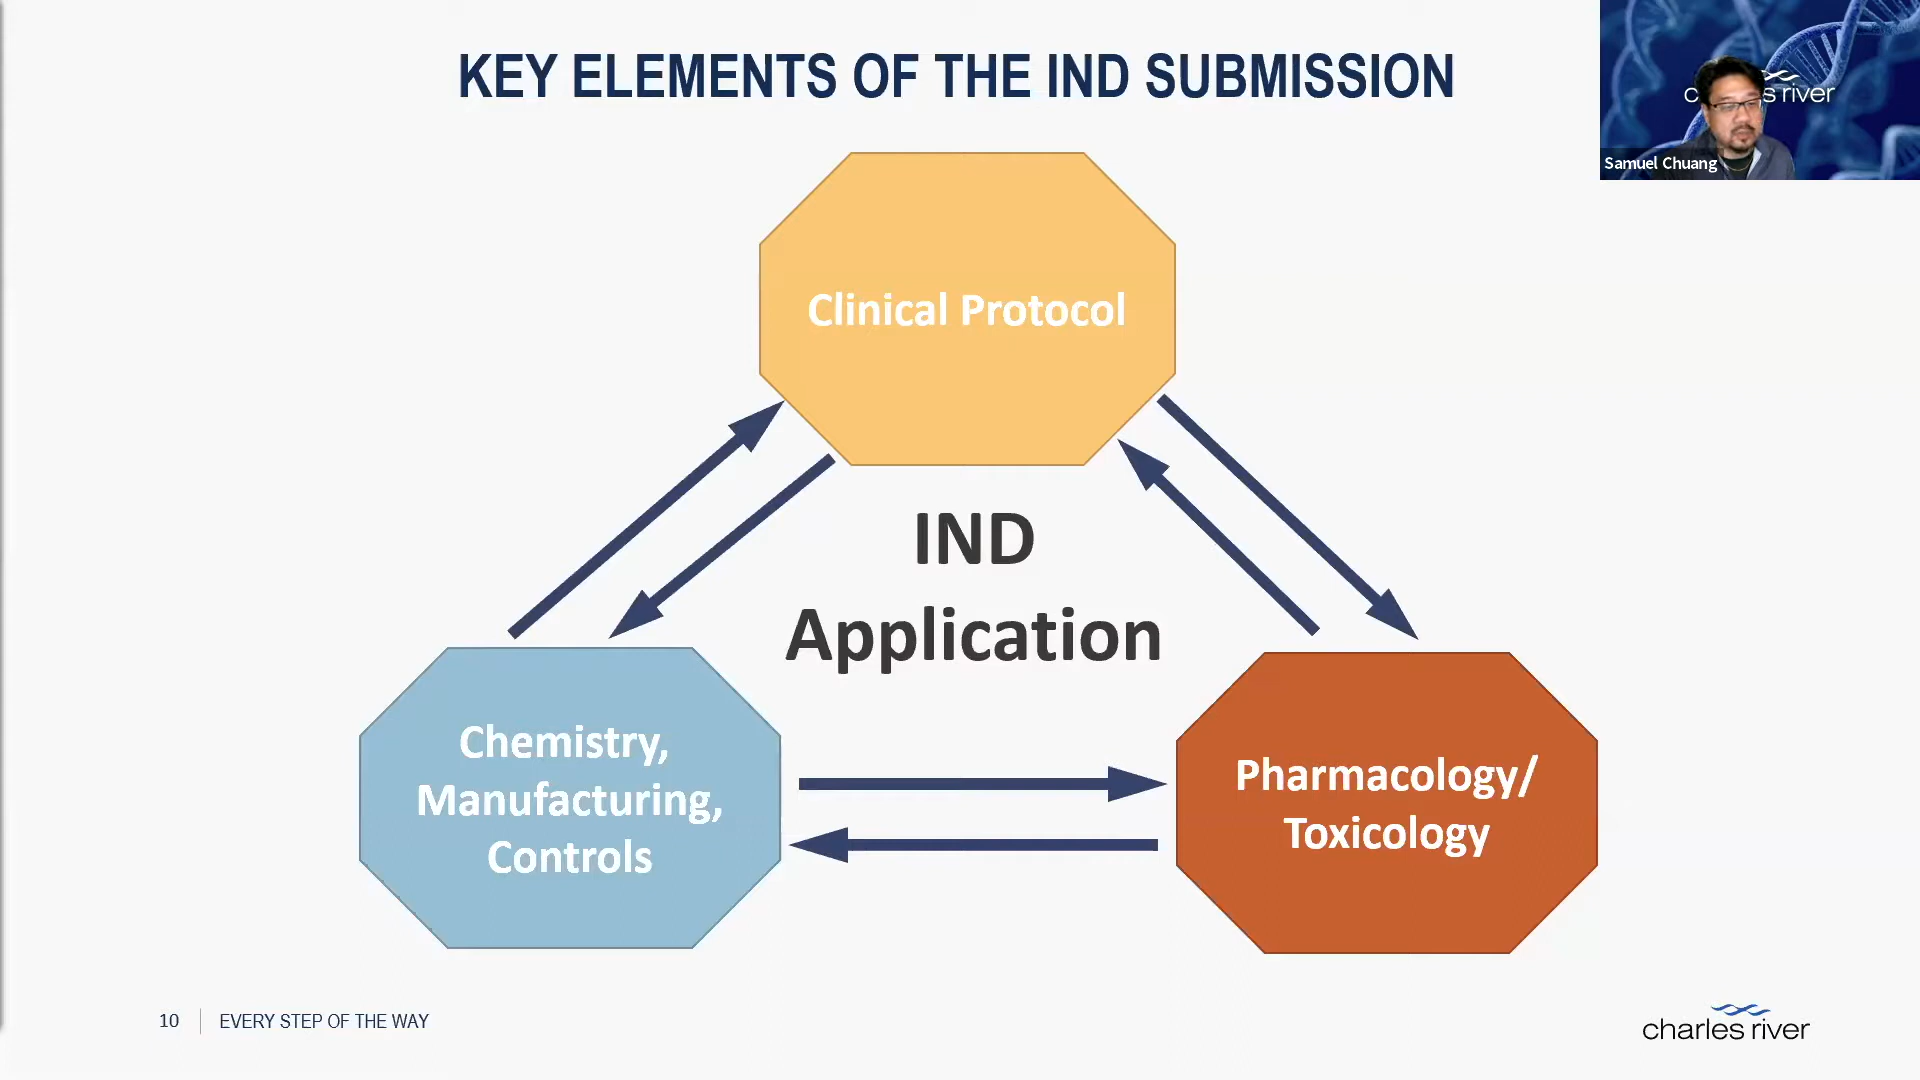 KEY ELEMENTS OF THE IND SUBMISSION
Samuel Chuang
Clinical Protocol
IND
Application
Chemistry,
Manufacturing,
Controls
Pharmacology/
Toxicology
10
EVERY STEP OF THE WAY
charles river